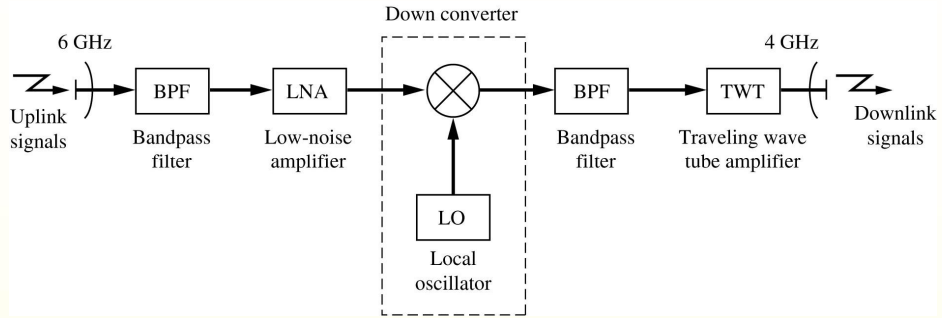 Down converter
6 GHz
4 GHz
BPF
LNA
BPF
TWT
Uplink
signals
Bandpass
filter
Low-noise
amplifier
Bandpass
filter
Traveling wave
tube amplifier
Downlink
signals
LO
Local
oscillator